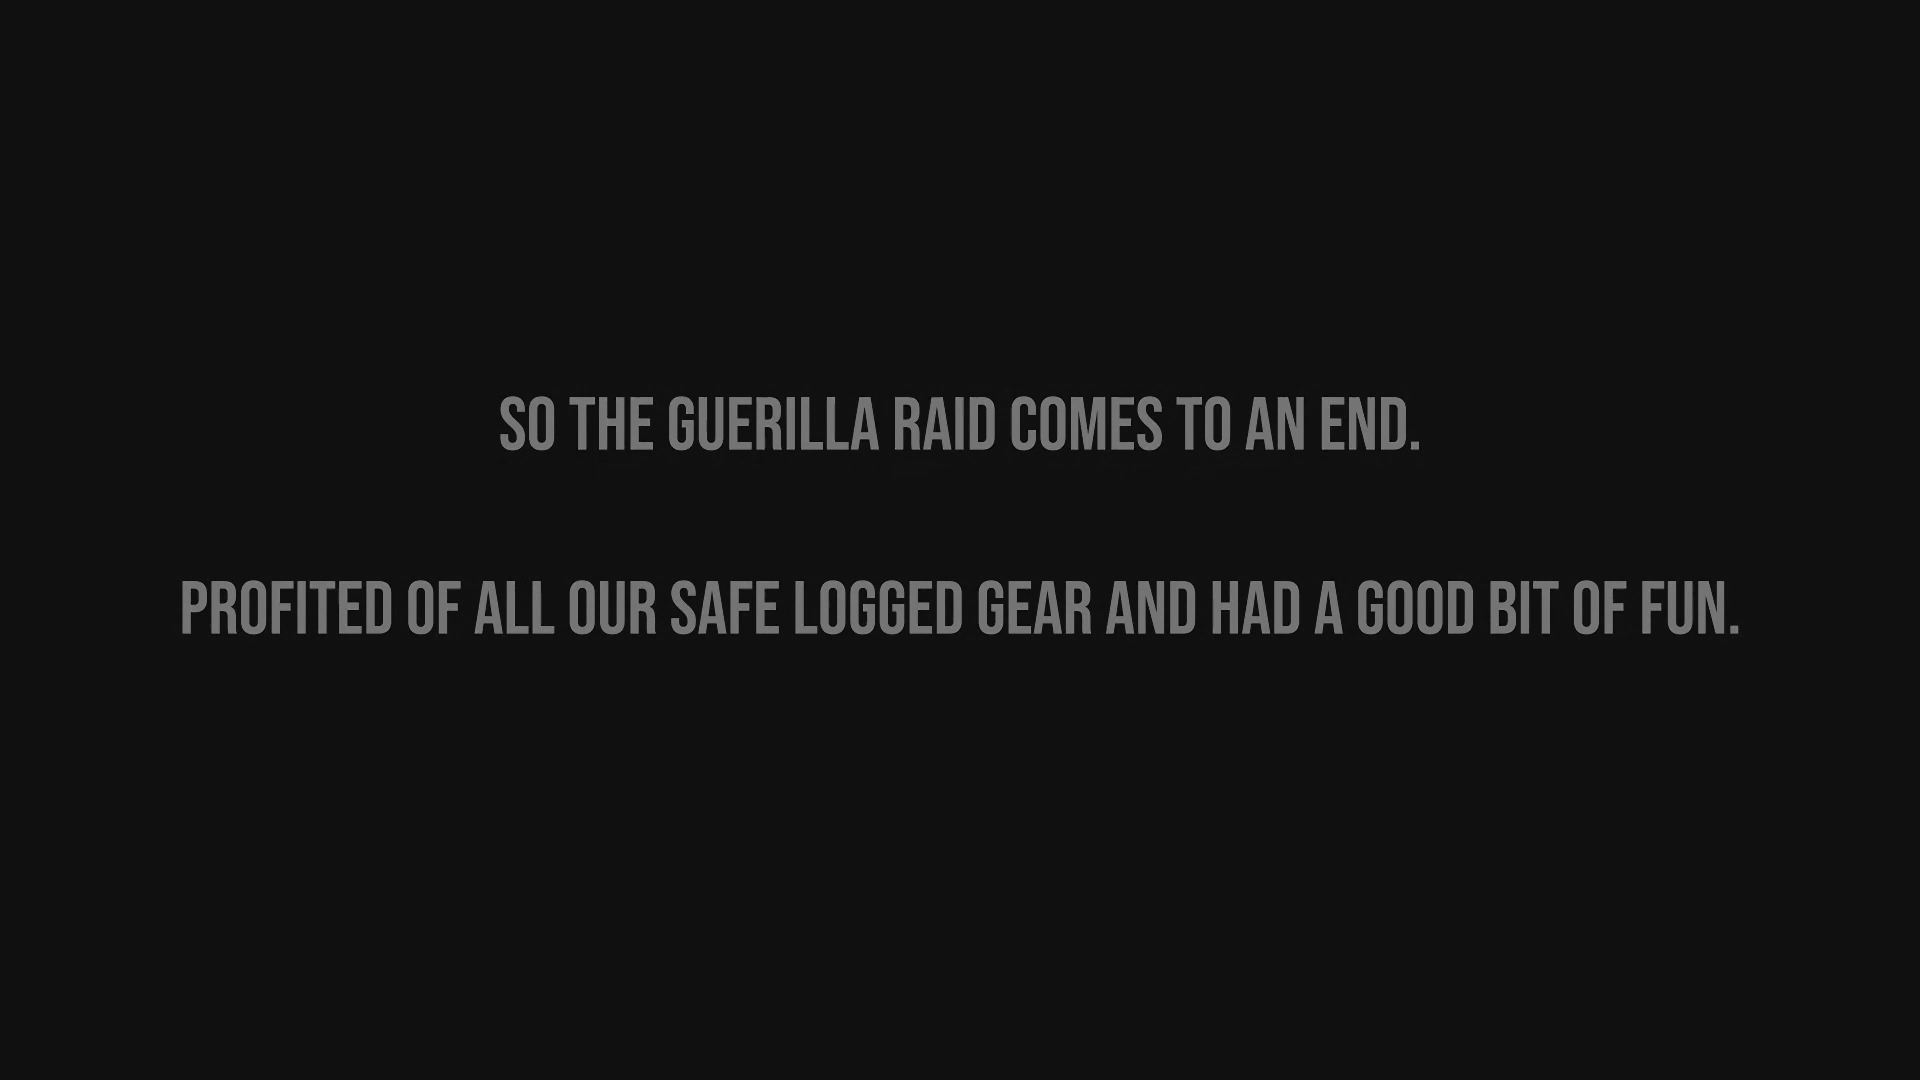 SO THE GUERILLA RAID COMES TO AN END.
PROFITED OF ALL OUR SAFE LOGGED GEAR AND HAD A GOOD BIT OF FUN.